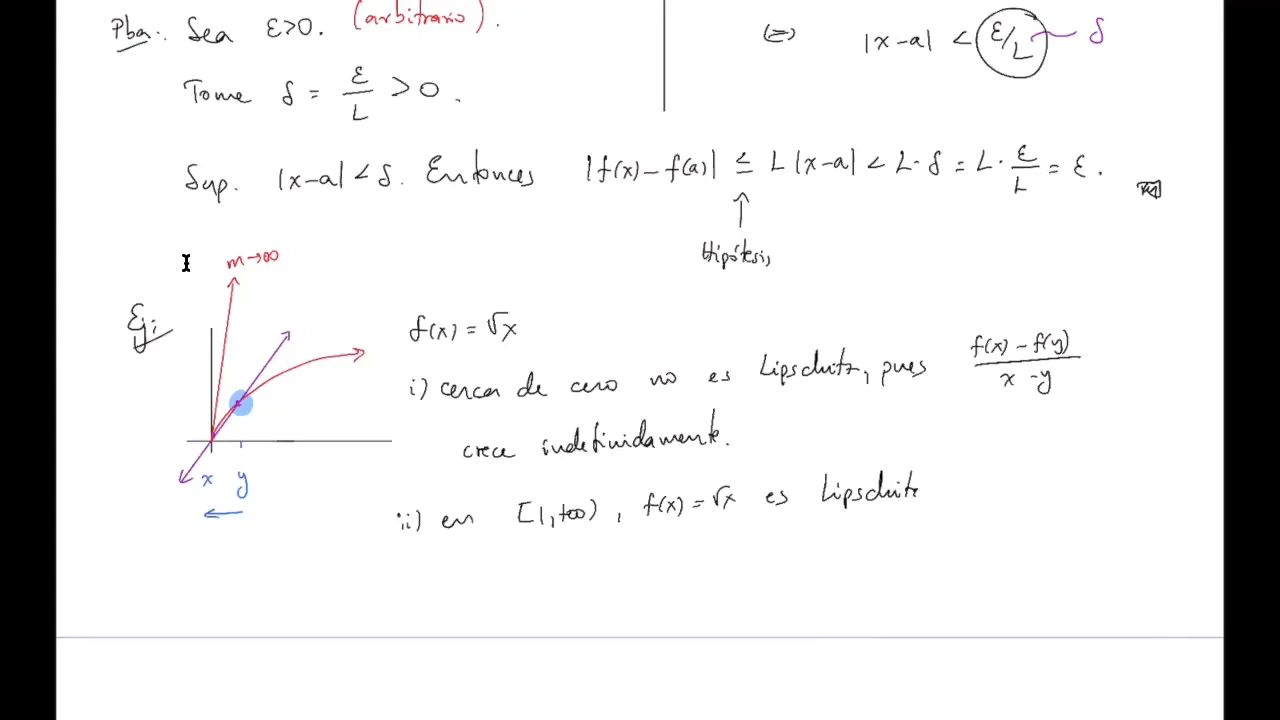 Pba: Sea ε>0. (arbitrario).
⇔ |x-a| < ε/L δ
Tome δ = ε/L > 0.
Sup. |x-a| < δ. Entonces |f(x) - f(a)| ≤ L|x-a| < L·δ = L·ε/L = ε.
Hipótesis
m→∞
Ej:
f(x) = √x
i) cerca de cero no es Lipschitz, pues (f(x) - f(y))/(x - y)
crece indefinidamente.
x y
ii) en [1,+∞), f(x) = √x es Lipschitz